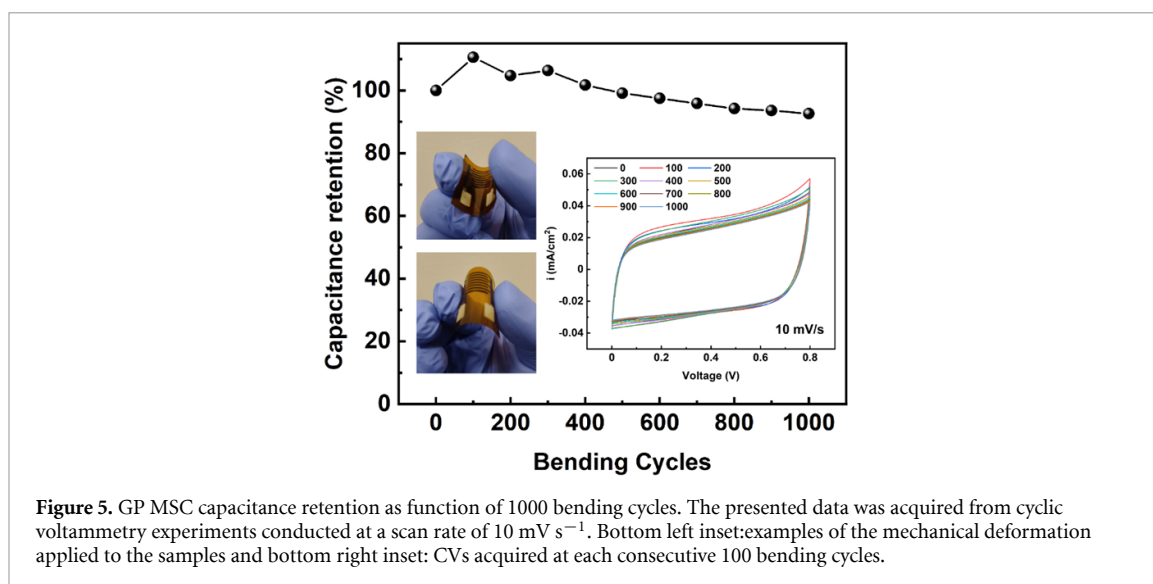 Capacitance retention (%)
100
80
60
40
20
0
0 200 400 600 800 1000
Bending Cycles
0 100 200
300 400 500
600 700 800
900 1000
i (mA/cm²)
0.06
0.04
0.02
0
-0.02
-0.04
0 0.2 0.4 0.6 0.8
Voltage (V)
10 mV/s
Figure 5. GP MSC capacitance retention as function of 1000 bending cycles. The presented data was acquired from cyclic
voltammetry experiments conducted at a scan rate of 10 mV s⁻¹. Bottom left inset:examples of the mechanical deformation
applied to the samples and bottom right inset: CVs acquired at each consecutive 100 bending cycles.